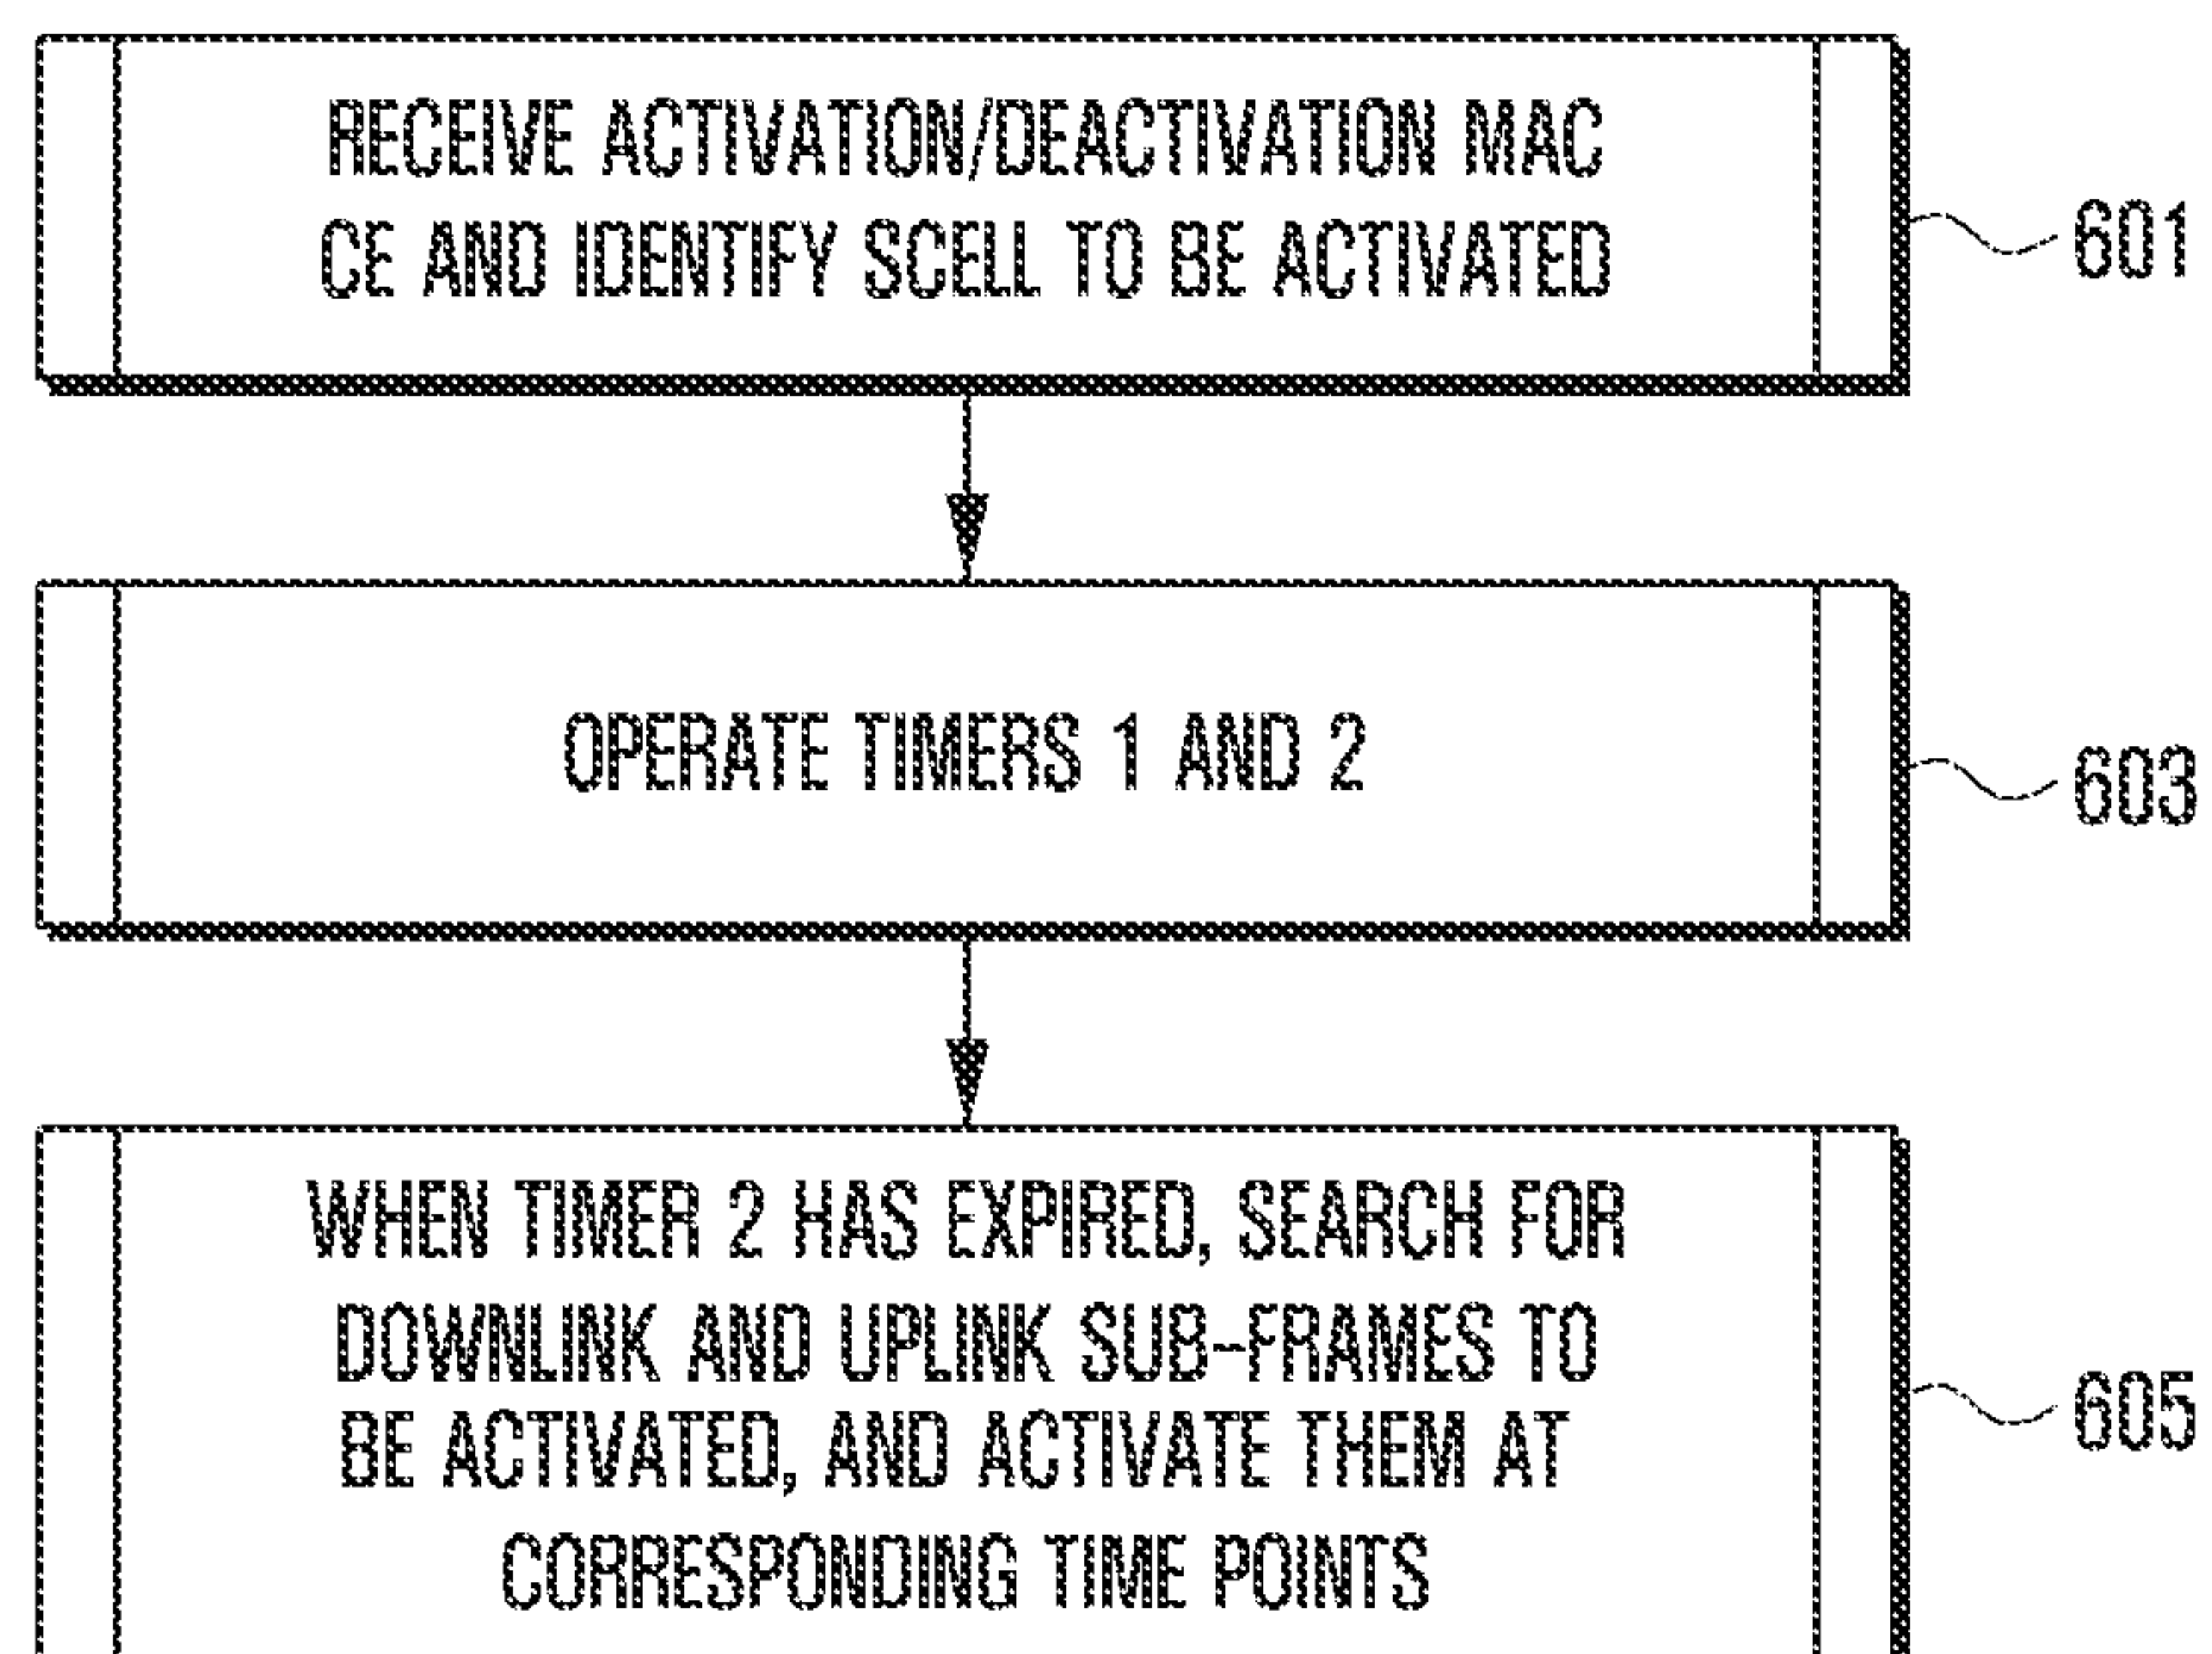 RECEIVE ACTIVATION/DEACTIVATION MAC
CE AND IDENTIFY SCELL TO BE ACTIVATED
601
OPERATE TIMERS 1 AND 2
603
WHEN TIMER 2 HAS EXPIRED, SEARCH FOR
DOWNLINK AND UPLINK SUB-FRAMES TO
BE ACTIVATED, AND ACTIVATE THEM AT
CORRESPONDING TIME POINTS
605